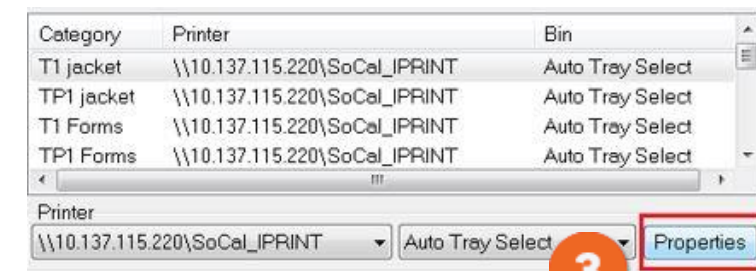 Category Printer Bin
T1 jacket \\10.137.115.220\SoCal_IPRINT Auto Tray Select
TP1 jacket \\10.137.115.220\SoCal_IPRINT Auto Tray Select
T1 Forms \\10.137.115.220\SoCal_IPRINT Auto Tray Select
TP1 Forms \\10.137.115.220\SoCal_IPRINT Auto Tray Select
Printer
\\10.137.115.220\SoCal_IPRINT Auto Tray Select Properties
3